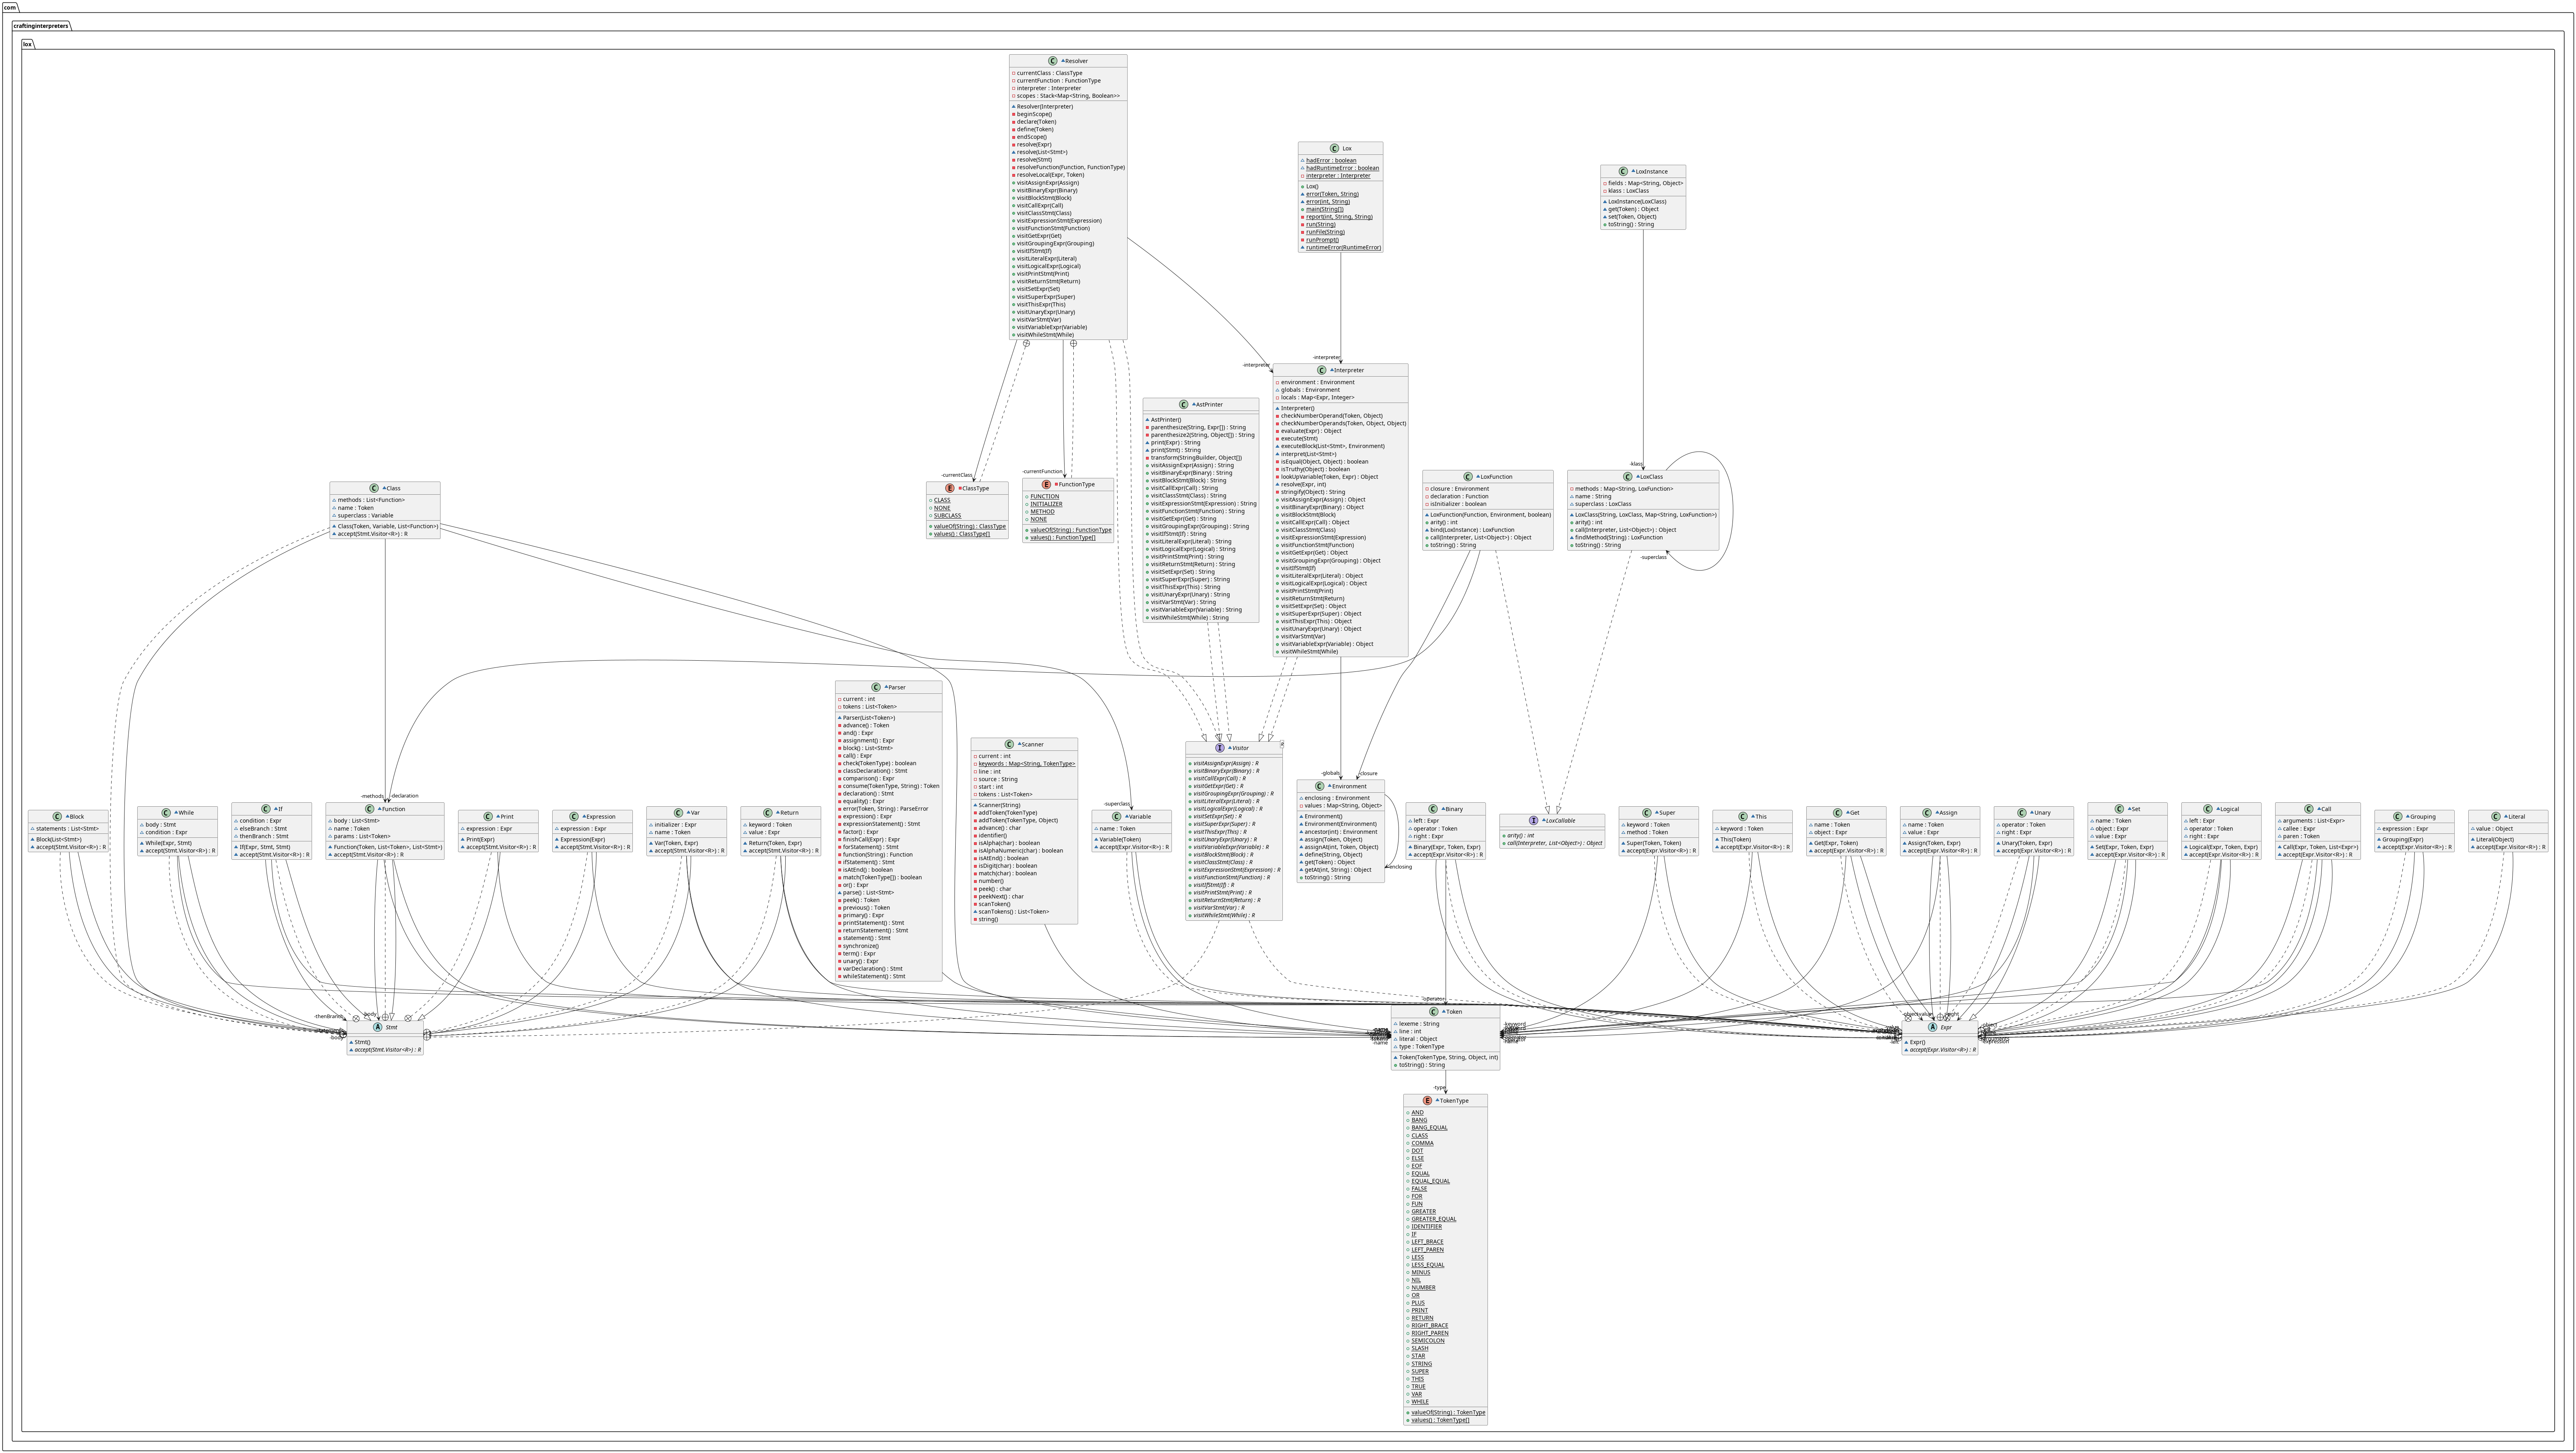 com
craftinginterpreters
lox
Resolver
currentClass : ClassType
currentFunction : FunctionType
interpreter : Interpreter
scopes : Stack<Map<String, Boolean>>
Resolver(Interpreter)
beginScope()
declare(Token)
define(Token)
endScope()
resolve(Expr)
resolve(List<Stmt>)
resolve(Stmt)
resolveFunction(Function, FunctionType)
resolveLocal(Expr, Token)
visitAssignExpr(Assign)
visitBinaryExpr(Binary)
visitBlockStmt(Block)
visitCallExpr(Call)
visitClassStmt(Class)
visitExpressionStmt(Expression)
visitFunctionStmt(Function)
visitGetExpr(Get)
visitGroupingExpr(Grouping)
visitIfStmt(If)
visitLiteralExpr(Literal)
visitLogicalExpr(Logical)
visitPrintStmt(Print)
visitReturnStmt(Return)
visitSetExpr(Set)
visitSuperExpr(Super)
visitThisExpr(This)
visitUnaryExpr(Unary)
visitVarStmt(Var)
visitVariableExpr(Variable)
visitWhileStmt(While)
Lox
hadError : boolean
hadRuntimeError : boolean
interpreter : Interpreter
Lox()
error(Token, String)
error(int, String)
main(String[])
report(int, String, String)
run(String)
runFile(String)
runPrompt()
runtimeError(RuntimeError)
LoxInstance
fields : Map<String, Object>
klass : LoxClass
LoxInstance(LoxClass)
get(Token) : Object
set(Token, Object)
toString() : String
-interpreter
-interpreter
Interpreter
environment : Environment
globals : Environment
locals : Map<Expr, Integer>
Interpreter()
checkNumberOperand(Token, Object)
checkNumberOperands(Token, Object, Object)
evaluate(Expr) : Object
execute(Stmt)
executeBlock(List<Stmt>, Environment)
interpret(List<Stmt>)
isEqual(Object, Object) : boolean
isTruthy(Object) : boolean
lookUpVariable(Token, Expr) : Object
resolve(Expr, int)
stringify(Object) : String
visitAssignExpr(Assign) : Object
visitBinaryExpr(Binary) : Object
visitBlockStmt(Block)
visitCallExpr(Call) : Object
visitClassStmt(Class)
visitExpressionStmt(Expression)
visitFunctionStmt(Function)
visitGetExpr(Get) : Object
visitGroupingExpr(Grouping) : Object
visitIfStmt(If)
visitLiteralExpr(Literal) : Object
visitLogicalExpr(Logical) : Object
visitPrintStmt(Print)
visitReturnStmt(Return)
visitSetExpr(Set) : Object
visitSuperExpr(Super) : Object
visitThisExpr(This) : Object
visitUnaryExpr(Unary) : Object
visitVarStmt(Var)
visitVariableExpr(Variable) : Object
visitWhileStmt(While)
AstPrinter
AstPrinter()
parenthesize(String, Expr[]) : String
parenthesize2(String, Object[]) : String
print(Expr) : String
print(Stmt) : String
transform(StringBuilder, Object[])
visitAssignExpr(Assign) : String
visitBinaryExpr(Binary) : String
visitBlockStmt(Block) : String
visitCallExpr(Call) : String
visitClassStmt(Class) : String
visitExpressionStmt(Expression) : String
visitFunctionStmt(Function) : String
visitGetExpr(Get) : String
visitGroupingExpr(Grouping) : String
visitIfStmt(If) : String
visitLiteralExpr(Literal) : String
visitLogicalExpr(Logical) : String
visitPrintStmt(Print) : String
visitReturnStmt(Return) : String
visitSetExpr(Set) : String
visitSuperExpr(Super) : String
visitThisExpr(This) : String
visitUnaryExpr(Unary) : String
visitVarStmt(Var) : String
visitVariableExpr(Variable) : String
visitWhileStmt(While) : String
-currentClass
ClassType
CLASS
NONE
SUBCLASS
valueOf(String) : ClassType
values() : ClassType[]
-currentFunction
FunctionType
FUNCTION
INITIALIZER
METHOD
NONE
valueOf(String) : FunctionType
values() : FunctionType[]
LoxFunction
closure : Environment
declaration : Function
isInitializer : boolean
LoxFunction(Function, Environment, boolean)
arity() : int
bind(LoxInstance) : LoxFunction
call(Interpreter, List<Object>) : Object
toString() : String
-klass
LoxClass
methods : Map<String, LoxFunction>
name : String
superclass : LoxClass
LoxClass(String, LoxClass, Map<String, LoxFunction>)
arity() : int
call(Interpreter, List<Object>) : Object
findMethod(String) : LoxFunction
toString() : String
-superclass
Class
methods : List<Function>
name : Token
superclass : Variable
Class(Token, Variable, List<Function>)
accept(Stmt.Visitor<R>) : R
Parser
current : int
tokens : List<Token>
Parser(List<Token>)
advance() : Token
and() : Expr
assignment() : Expr
block() : List<Stmt>
call() : Expr
check(TokenType) : boolean
classDeclaration() : Stmt
comparison() : Expr
consume(TokenType, String) : Token
declaration() : Stmt
equality() : Expr
error(Token, String) : ParseError
expression() : Expr
expressionStatement() : Stmt
factor() : Expr
finishCall(Expr) : Expr
forStatement() : Stmt
function(String) : Function
ifStatement() : Stmt
isAtEnd() : boolean
match(TokenType[]) : boolean
or() : Expr
parse() : List<Stmt>
peek() : Token
previous() : Token
primary() : Expr
printStatement() : Stmt
returnStatement() : Stmt
statement() : Stmt
synchronize()
term() : Expr
unary() : Expr
varDeclaration() : Stmt
whileStatement() : Stmt
Scanner
current : int
keywords : Map<String, TokenType>
line : int
source : String
start : int
tokens : List<Token>
Scanner(String)
addToken(TokenType)
addToken(TokenType, Object)
advance() : char
identifier()
isAlpha(char) : boolean
isAlphaNumeric(char) : boolean
isAtEnd() : boolean
isDigit(char) : boolean
match(char) : boolean
number()
peek() : char
peekNext() : char
scanToken()
scanTokens() : List<Token>
string()
Visitor
R
visitAssignExpr(Assign) : R
visitBinaryExpr(Binary) : R
visitCallExpr(Call) : R
visitGetExpr(Get) : R
visitGroupingExpr(Grouping) : R
visitLiteralExpr(Literal) : R
visitLogicalExpr(Logical) : R
visitSetExpr(Set) : R
visitSuperExpr(Super) : R
visitThisExpr(This) : R
visitUnaryExpr(Unary) : R
visitVariableExpr(Variable) : R
visitBlockStmt(Block) : R
visitClassStmt(Class) : R
visitExpressionStmt(Expression) : R
visitFunctionStmt(Function) : R
visitIfStmt(If) : R
visitPrintStmt(Print) : R
visitReturnStmt(Return) : R
visitVarStmt(Var) : R
visitWhileStmt(While) : R
-globals
-closure
Environment
enclosing : Environment
values : Map<String, Object>
Environment()
Environment(Environment)
ancestor(int) : Environment
assign(Token, Object)
assignAt(int, Token, Object)
define(String, Object)
get(Token) : Object
getAt(int, String) : Object
toString() : String
-enclosing
Block
statements : List<Stmt>
Block(List<Stmt>)
accept(Stmt.Visitor<R>) : R
While
body : Stmt
condition : Expr
While(Expr, Stmt)
accept(Stmt.Visitor<R>) : R
If
condition : Expr
elseBranch : Stmt
thenBranch : Stmt
If(Expr, Stmt, Stmt)
accept(Stmt.Visitor<R>) : R
-methods
-declaration
Function
body : List<Stmt>
name : Token
params : List<Token>
Function(Token, List<Token>, List<Stmt>)
accept(Stmt.Visitor<R>) : R
Print
expression : Expr
Print(Expr)
accept(Stmt.Visitor<R>) : R
Expression
expression : Expr
Expression(Expr)
accept(Stmt.Visitor<R>) : R
Var
initializer : Expr
name : Token
Var(Token, Expr)
accept(Stmt.Visitor<R>) : R
Return
keyword : Token
value : Expr
Return(Token, Expr)
accept(Stmt.Visitor<R>) : R
-superclass
Variable
name : Token
Variable(Token)
accept(Expr.Visitor<R>) : R
Binary
left : Expr
operator : Token
right : Expr
Binary(Expr, Token, Expr)
accept(Expr.Visitor<R>) : R
LoxCallable
arity() : int
call(Interpreter, List<Object>) : Object
Super
keyword : Token
method : Token
Super(Token, Token)
accept(Expr.Visitor<R>) : R
This
keyword : Token
This(Token)
accept(Expr.Visitor<R>) : R
Get
name : Token
object : Expr
Get(Expr, Token)
accept(Expr.Visitor<R>) : R
Assign
name : Token
value : Expr
Assign(Token, Expr)
accept(Expr.Visitor<R>) : R
Unary
operator : Token
right : Expr
Unary(Token, Expr)
accept(Expr.Visitor<R>) : R
Set
name : Token
object : Expr
value : Expr
Set(Expr, Token, Expr)
accept(Expr.Visitor<R>) : R
Logical
left : Expr
operator : Token
right : Expr
Logical(Expr, Token, Expr)
accept(Expr.Visitor<R>) : R
Call
arguments : List<Expr>
callee : Expr
paren : Token
Call(Expr, Token, List<Expr>)
accept(Expr.Visitor<R>) : R
Grouping
expression : Expr
Grouping(Expr)
accept(Expr.Visitor<R>) : R
Literal
value : Object
Literal(Object)
accept(Expr.Visitor<R>) : R
-thenBranch
-body
-body
Stmt
Stmt()
accept(Stmt.Visitor<R>) : R
-operator
-keyword
-name
-name
Token
lexeme : String
line : int
literal : Object
type : TokenType
Token(TokenType, String, Object, int)
toString() : String
-object
-value
-right
-expression
Expr
Expr()
accept(Expr.Visitor<R>) : R
-type
TokenType
AND
BANG
BANG_EQUAL
CLASS
COMMA
DOT
ELSE
EOF
EQUAL
EQUAL_EQUAL
FALSE
FOR
FUN
GREATER
GREATER_EQUAL
IDENTIFIER
IF
LEFT_BRACE
LEFT_PAREN
LESS
LESS_EQUAL
MINUS
NIL
NUMBER
OR
PLUS
PRINT
RETURN
RIGHT_BRACE
RIGHT_PAREN
SEMICOLON
SLASH
STAR
STRING
SUPER
THIS
TRUE
VAR
WHILE
valueOf(String) : TokenType
values() : TokenType[]